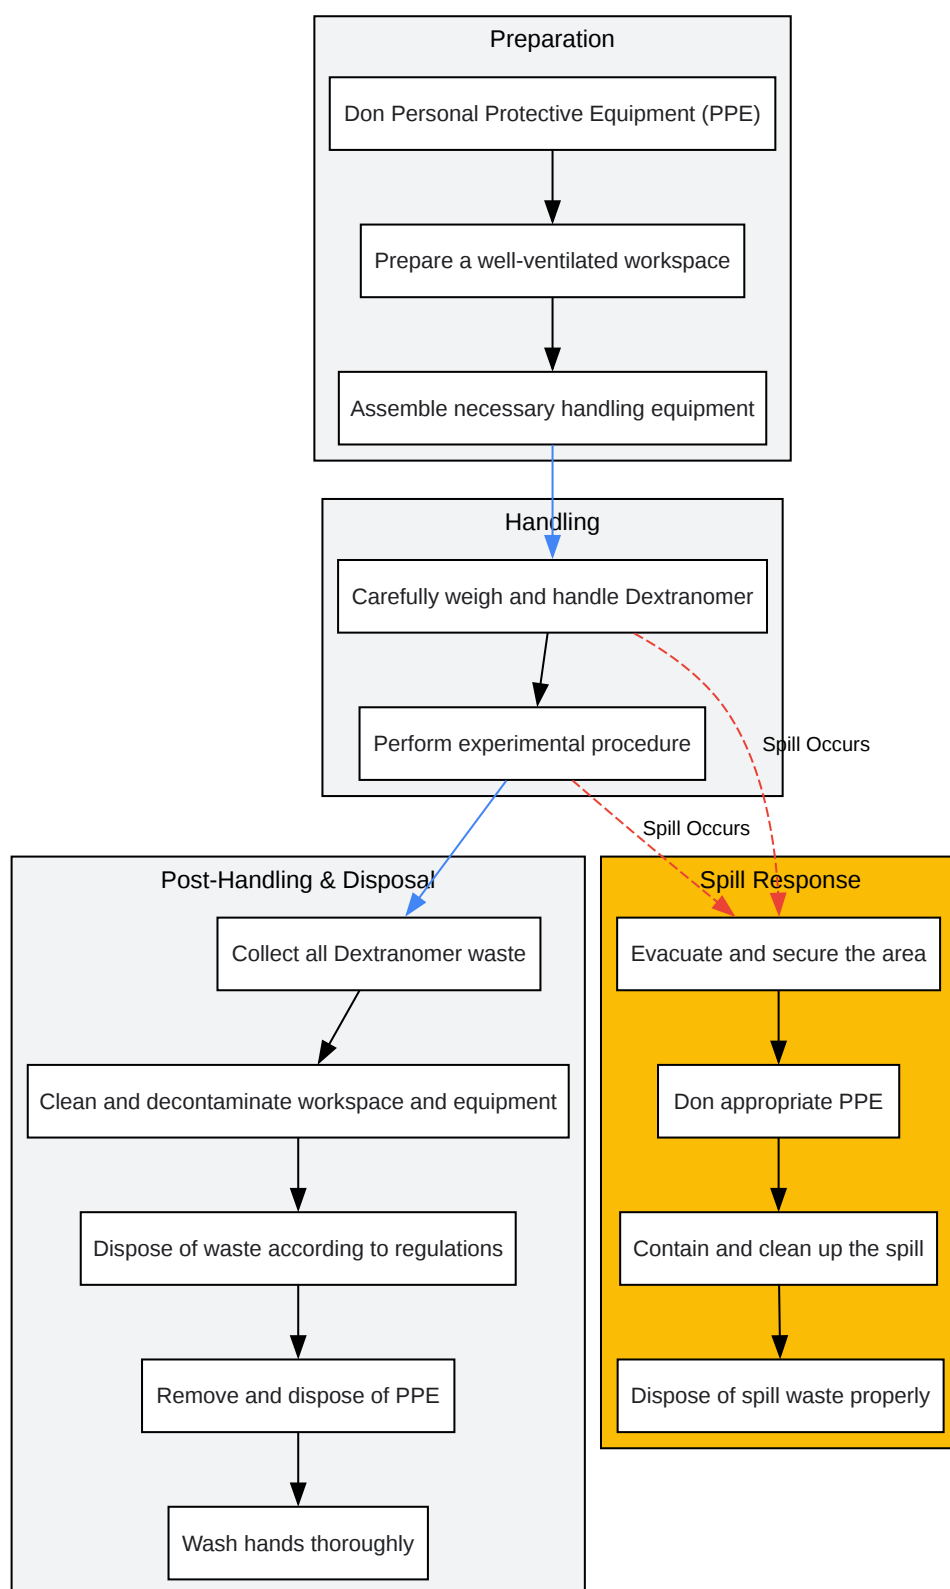 Preparation
Don Personal Protective Equipment (PPE)
Prepare a well-ventilated workspace
Assemble necessary handling equipment
Handling
Carefully weigh and handle Dextranomer
Perform experimental procedure
Spill Occurs
Spill Occurs
Post-Handling & Disposal
Collect all Dextranomer waste
Clean and decontaminate workspace and equipment
Dispose of waste according to regulations
Remove and dispose of PPE
Wash hands thoroughly
Spill Response
Evacuate and secure the area
Don appropriate PPE
Contain and clean up the spill
Dispose of spill waste properly